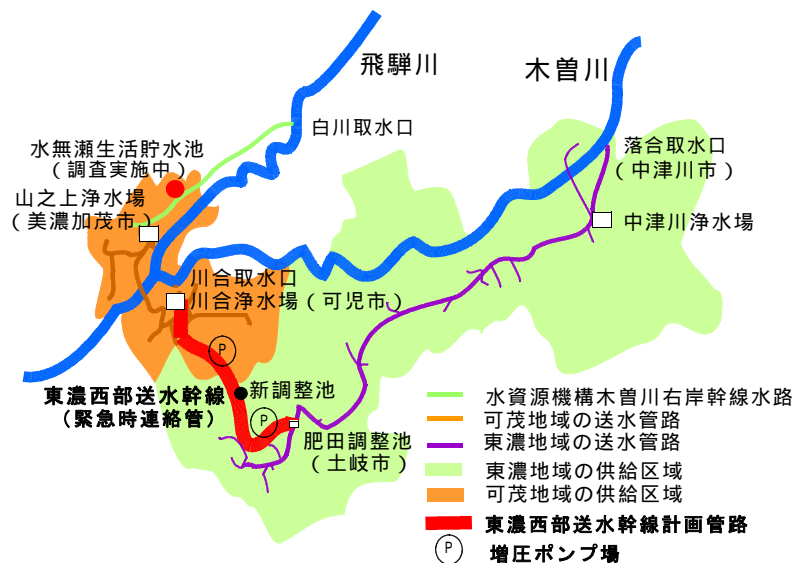 飛騨川
木曽川
白川取水口
水無瀬生活貯水池
（調査実施中）
山之上浄水場
（美濃加茂市）
落合取水口
（中津川市）
中津川浄水場
川合取水口
川合浄水場（可児市）
P
東濃西部送水幹線
（緊急時連絡管）
新調整池
P
肥田調整池
（土岐市）
水資源機構木曽川右岸幹線水路
可茂地域の送水管路
東濃地域の送水管路
東濃地域の供給区域
可茂地域の供給区域
東濃西部送水幹線計画管路
P 増圧ポンプ場